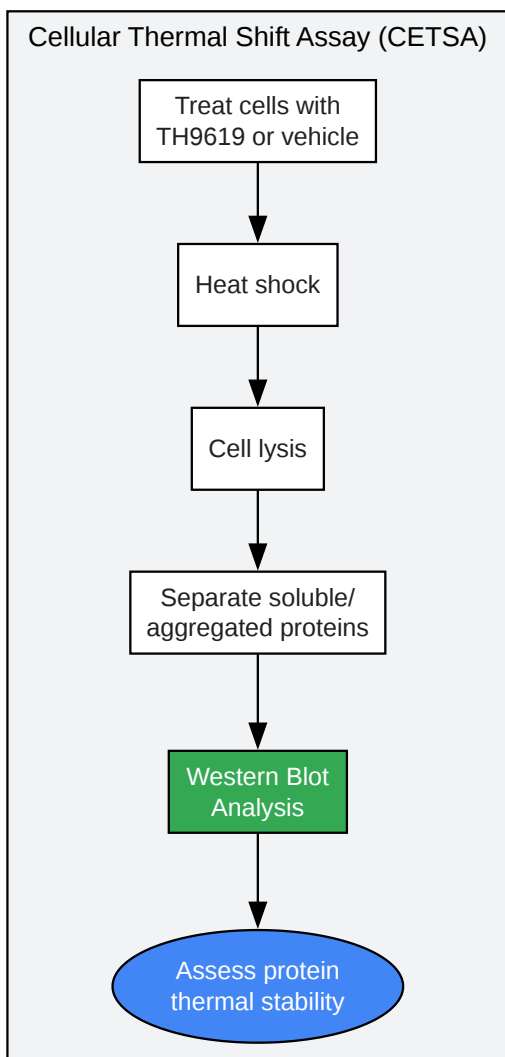 Cellular Thermal Shift Assay (CETSA)
Treat cells with
TH9619 or vehicle
Heat shock
Cell lysis
Separate soluble/
aggregated proteins
Western Blot
Analysis
Assess protein
thermal stability